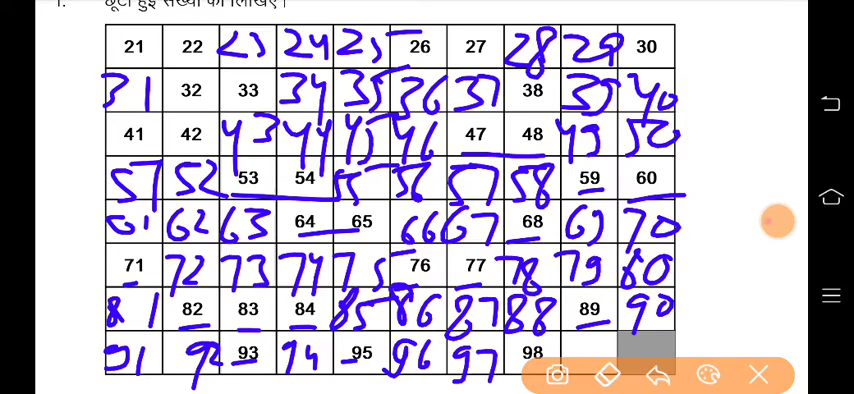 1. छूटी हुई संख्या को लिखिए।
21 22 23 24 25 26 27 28 29 30
31 32 33 34 35 36 37 38 39 40
41 42 43 44 45 46 47 48 49 50
51 52 53 54 55 56 57 58 59 60
61 62 63 64 65 66 67 68 69 70
71 72 73 74 75 76 77 78 79 80
81 82 83 84 85 86 87 88 89 90
91 92 93 94 95 96 97 98